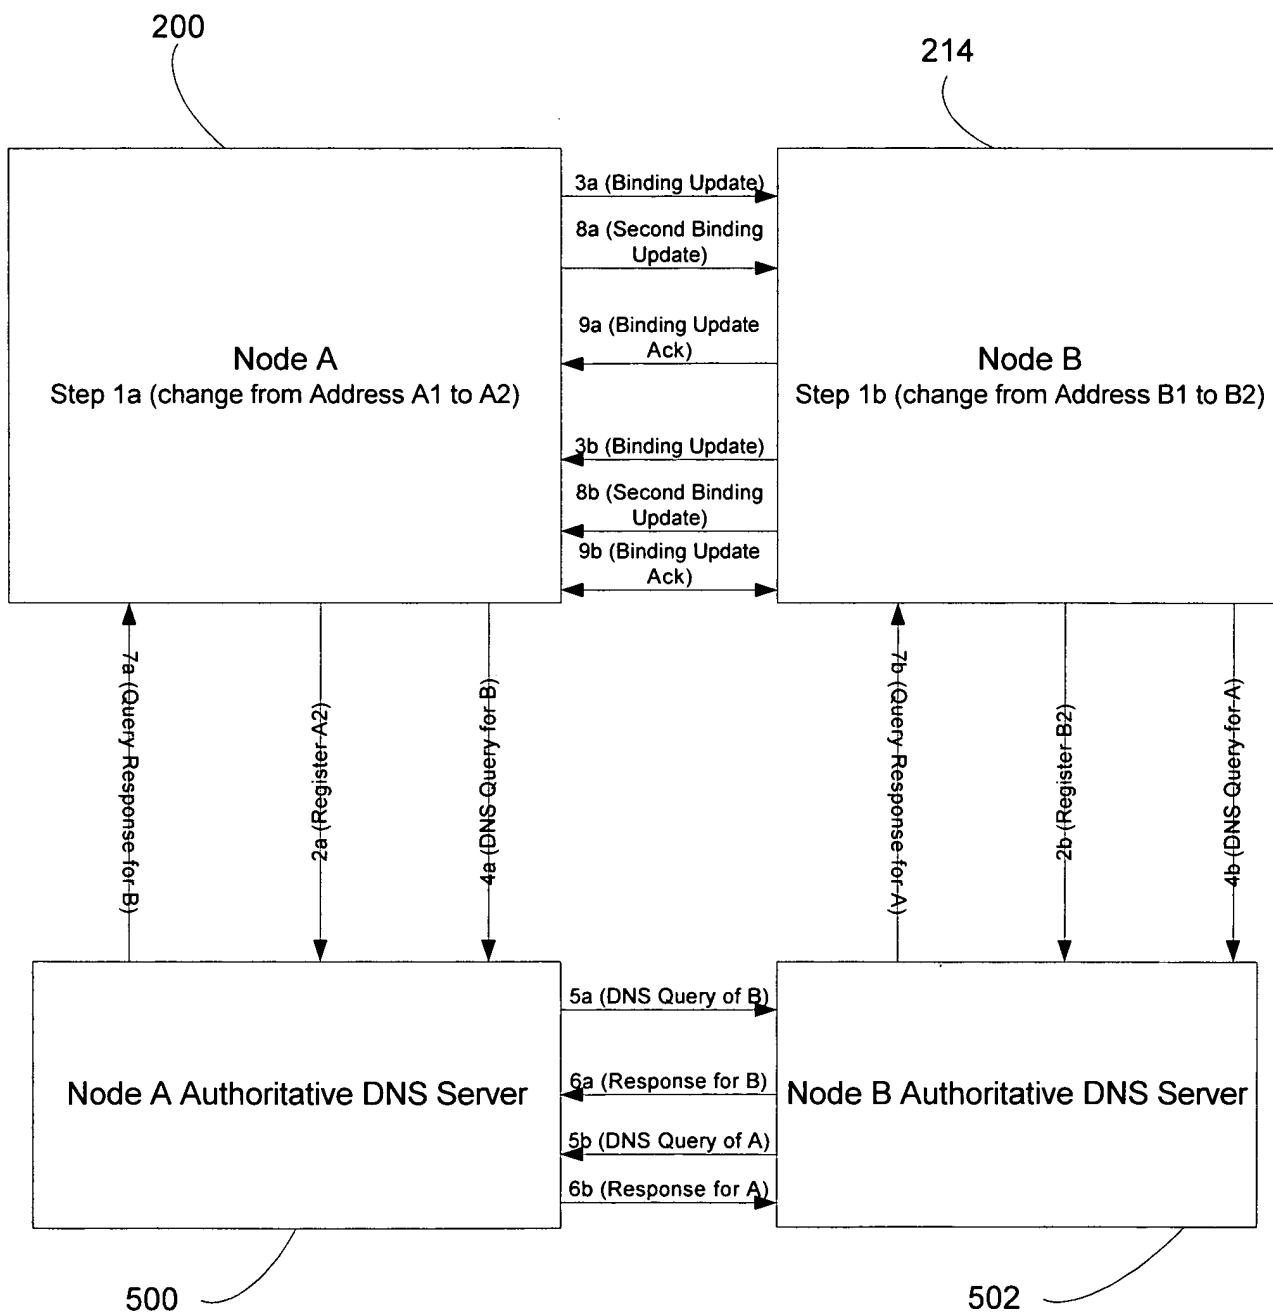 200
214
3a (Binding Update)
8a (Second Binding
Update)
9a (Binding Update
Ack)
Node A
Step 1a (change from Address A1 to A2)
Node B
Step 1b (change from Address B1 to B2)
3b (Binding Update)
8b (Second Binding
Update)
9b (Binding Update
Ack)
7a (Query Response
for B)
2a (Register A2)
4a (DNS Query for B)
7b (Query Response
for A)
2b (Register B2)
4b (DNS Query for A)
5a (DNS Query of B)
6a (Response for B)
Node A Authoritative DNS Server
Node B Authoritative DNS Server
5b (DNS Query of A)
6b (Response for A)
500
502